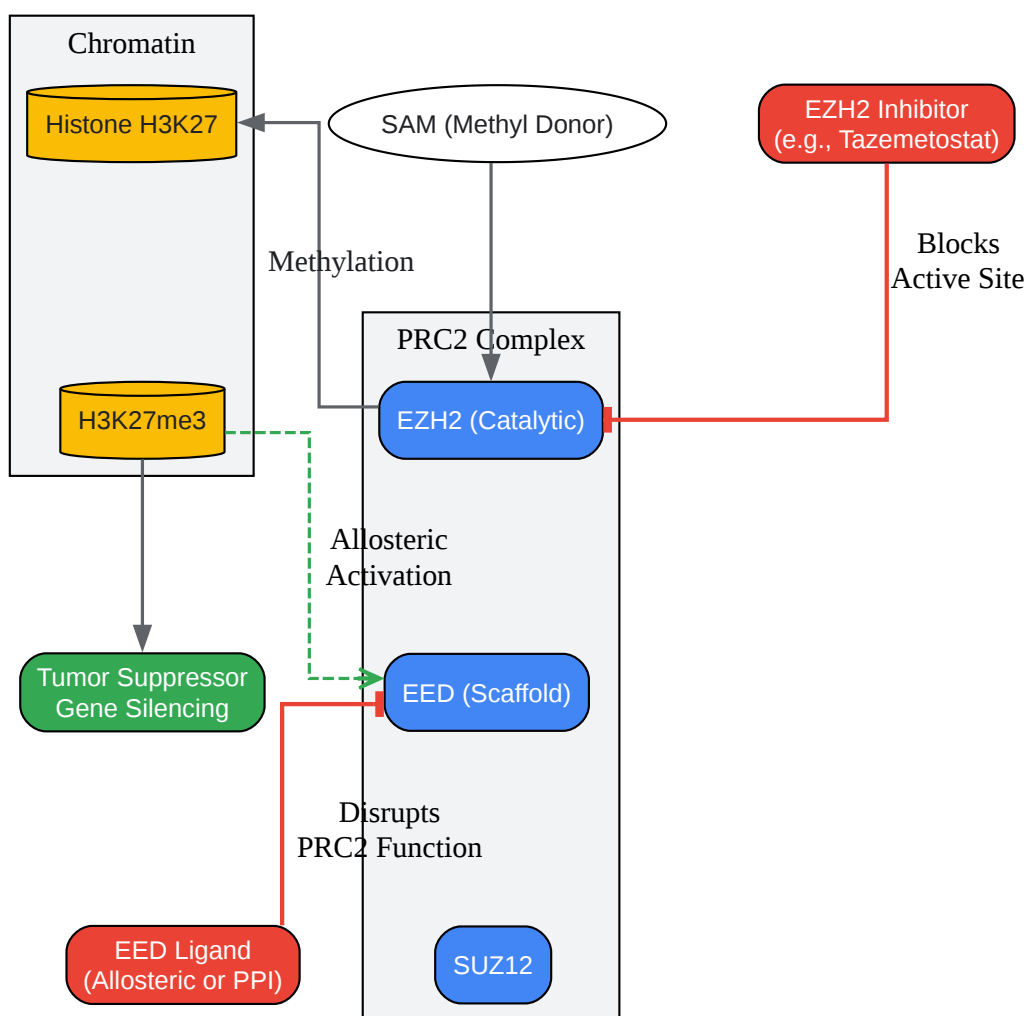 Chromatin
Histone H3K27
SAM (Methyl Donor)
EZH2 Inhibitor
(e.g., Tazemetostat)
Methylation
Blocks
Active Site
PRC2 Complex
H3K27me3
EZH2 (Catalytic)
Allosteric
Activation
Tumor Suppressor
Gene Silencing
EED (Scaffold)
Disrupts
PRC2 Function
EED Ligand
(Allosteric or PPI)
SUZ12